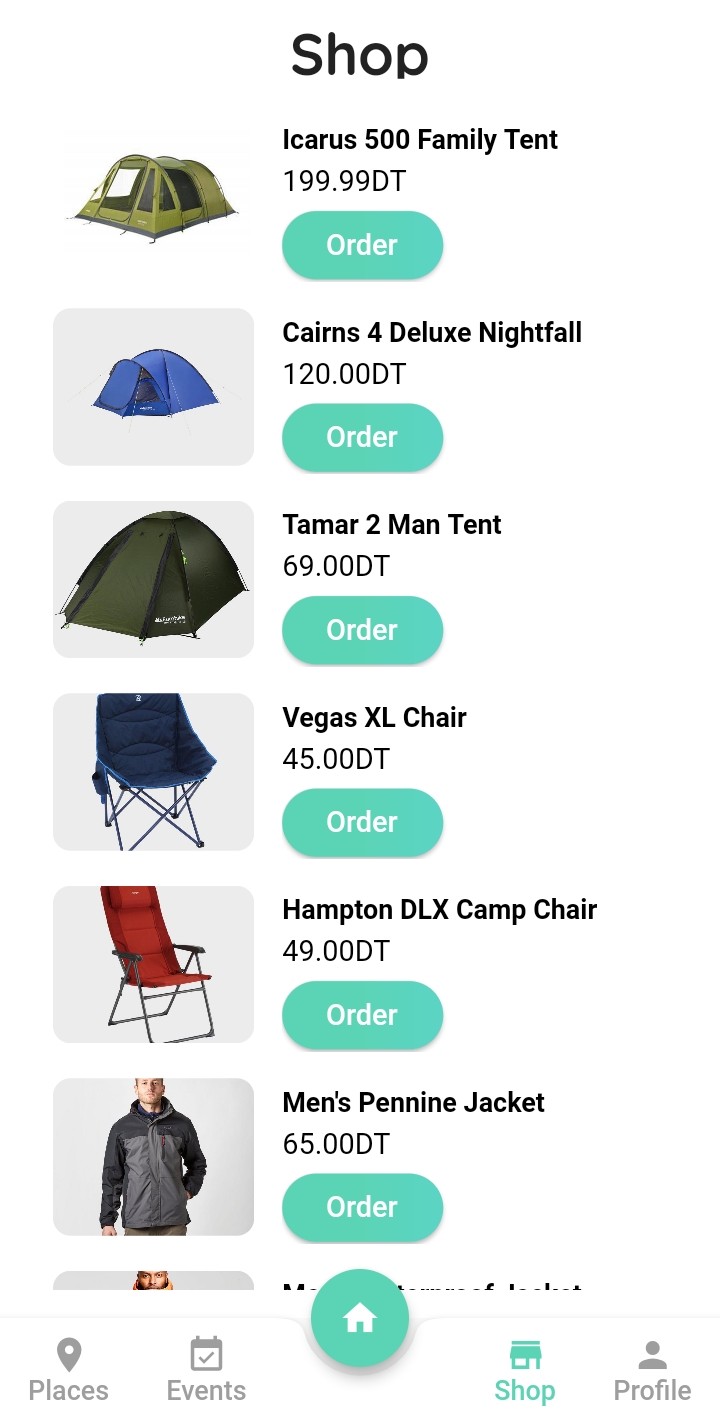 Shop
Icarus 500 Family Tent
199.99DT
Order
Cairns 4 Deluxe Nightfall
120.00DT
Order
Tamar 2 Man Tent
69.00DT
Order
Vegas XL Chair
45.00DT
Order
Hampton DLX Camp Chair
49.00DT
Order
Men's Pennine Jacket
65.00DT
Order
Jacket
Places
Events
Shop
Profile